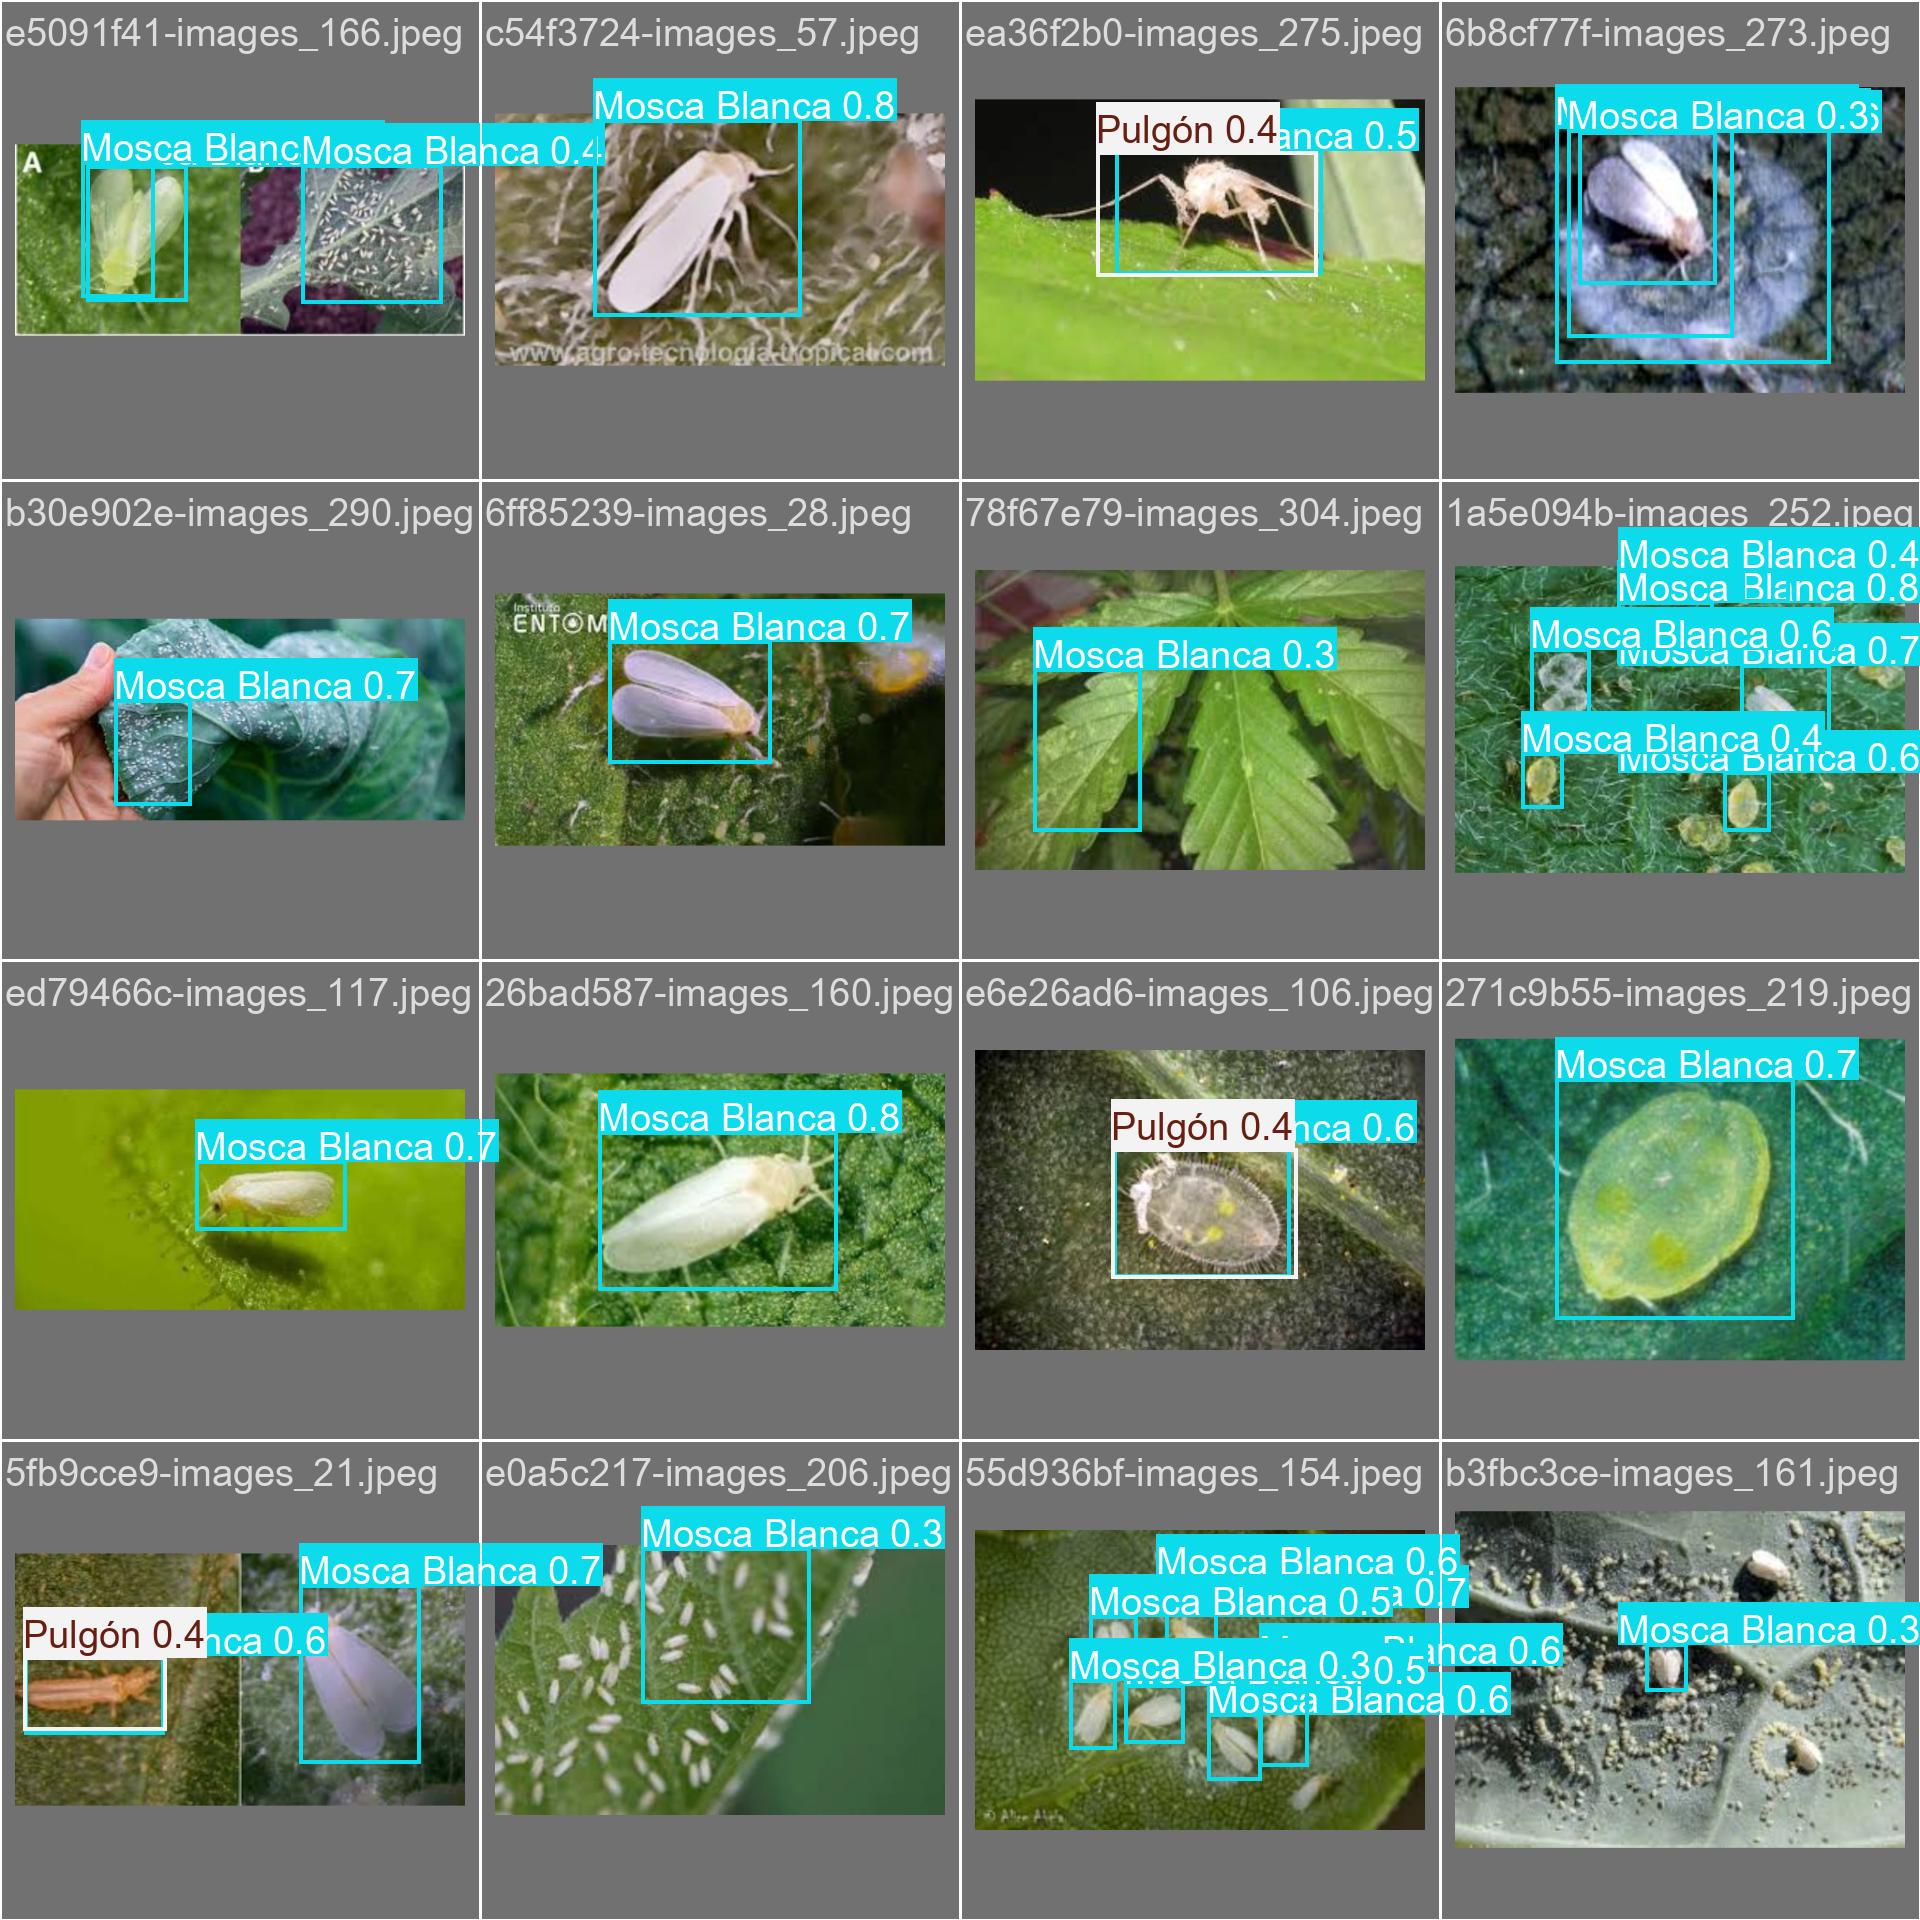 e5091f41-images_166.jpeg
c54f3724-images_57.jpeg
ea36f2b0-images_275.jpeg
6b8cf77f-images_273.jpeg
Mosca Blanc
Mosca Blanca 0.4
A
Mosca Blanca 0.8
www.agro-tecnologia-tropical.com
Pulgón 0.4
anca 0.5
Mosca Blanca 0.3
b30e902e-images_290.jpeg
6ff85239-images_28.jpeg
78f67e79-images_304.jpeg
1a5e094b-images_252.jpeg
Mosca Blanca 0.7
Instituto
ENTOM
Mosca Blanca 0.7
Mosca Blanca 0.3
Mosca Blanca 0.4
Mosca Blanca 0.8
Mosca Blanca 0.6
Mosca Blanca 0.7
Mosca Blanca 0.4
Mosca Blanca 0.6
ed79466c-images_117.jpeg
26bad587-images_160.jpeg
e6e26ad6-images_106.jpeg
271c9b55-images_219.jpeg
Mosca Blanca 0.7
Mosca Blanca 0.8
Pulgón 0.4
nca 0.6
Mosca Blanca 0.7
5fb9cce9-images_21.jpeg
e0a5c217-images_206.jpeg
55d936bf-images_154.jpeg
b3fbc3ce-images_161.jpeg
Mosca Blanca 0.7
Pulgón 0.4
nca 0.6
Mosca Blanca 0.3
Mosca Blanca 0.6
Mosca Blanca 0.5
a 0.7
lanca 0.6
Mosca Blanca 0.3
0.5
Mosca Blanca 0.6
Mosca Blanca 0.3